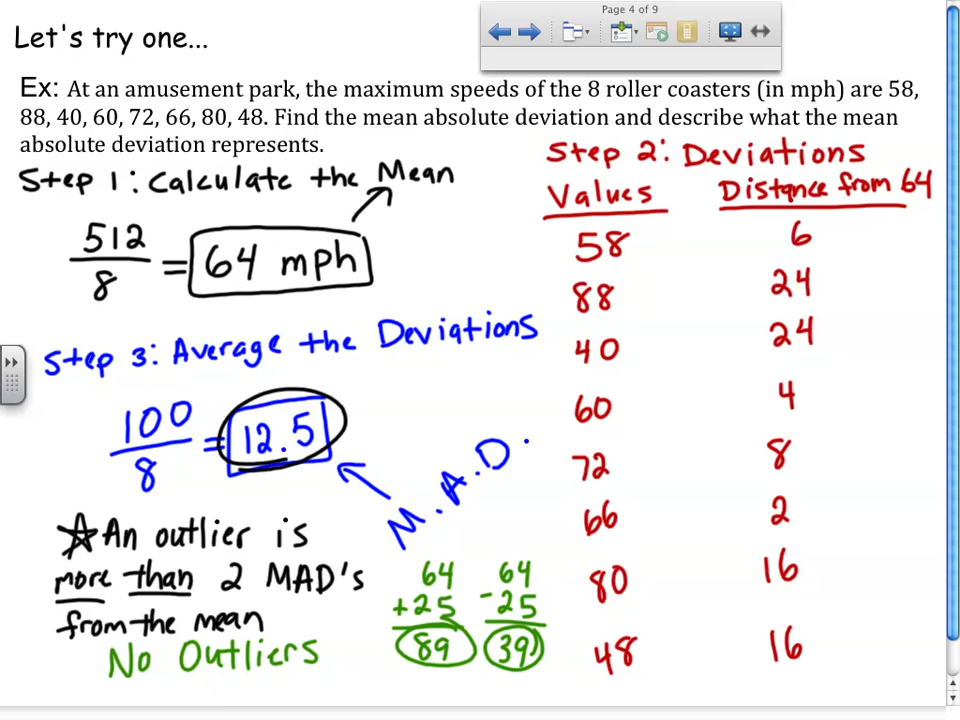 Page 4 of 9
Let's try one...
Ex: At an amusement park, the maximum speeds of the 8 roller coasters (in mph) are 58,
88, 40, 60, 72, 66, 80, 48. Find the mean absolute deviation and describe what the mean
absolute deviation represents.
Step 1: Calculate the Mean
512
8
= 64 mph
Step 2: Deviations
Values Distance from 64
58 6
88 24
40 24
60 4
72 8
66 2
80 16
48 16
Step 3: Average the Deviations
100
8
= 12.5
M.A.D.
☆An outlier is
more than 2 MAD's
from the mean
No Outliers
64 64
+25 -25
89 39